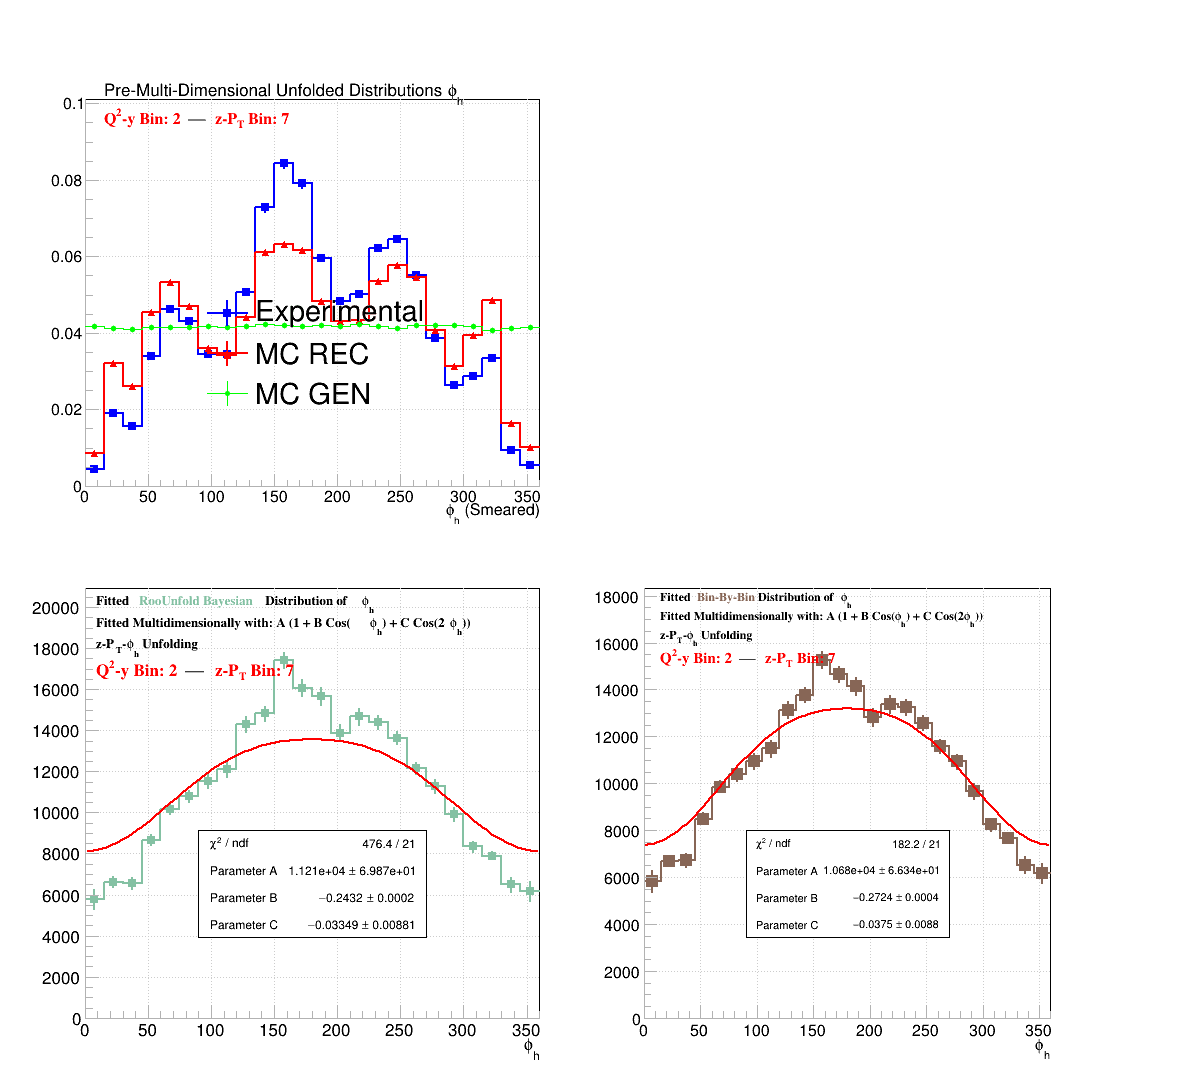 Pre-Multi-Dimensional Unfolded Distributions ϕh
Q2-y Bin: 2 — z-PT Bin: 7
0.1
0.08
0.06
0.04
0.02
0
Experimental
MC REC
MC GEN
0 50 100 150 200 250 300 350
ϕh (Smeared)
Fitted RooUnfold Bayesian Distribution of ϕh
Fitted Multidimensionally with: A (1 + B Cos( ϕh) + C Cos(2 ϕh))
z-PT-ϕh Unfolding
Q2-y Bin: 2 — z-PT Bin: 7
20000
18000
16000
14000
12000
10000
8000
6000
4000
2000
0
χ2 / ndf 476.4 / 21
Parameter A 1.121e+04 ± 6.987e+01
Parameter B −0.2432 ± 0.0002
Parameter C −0.03349 ± 0.00881
0 50 100 150 200 250 300 350
ϕh
Fitted Bin-By-Bin Distribution of ϕh
Fitted Multidimensionally with: A (1 + B Cos(ϕh) + C Cos(2ϕh))
z-PT-ϕh Unfolding
Q2-y Bin: 2 — z-PT Bin: 7
18000
16000
14000
12000
10000
8000
6000
4000
2000
0
χ2 / ndf 182.2 / 21
Parameter A 1.068e+04 ± 6.634e+01
Parameter B −0.2724 ± 0.0004
Parameter C −0.0375 ± 0.0088
0 50 100 150 200 250 300 350
ϕh